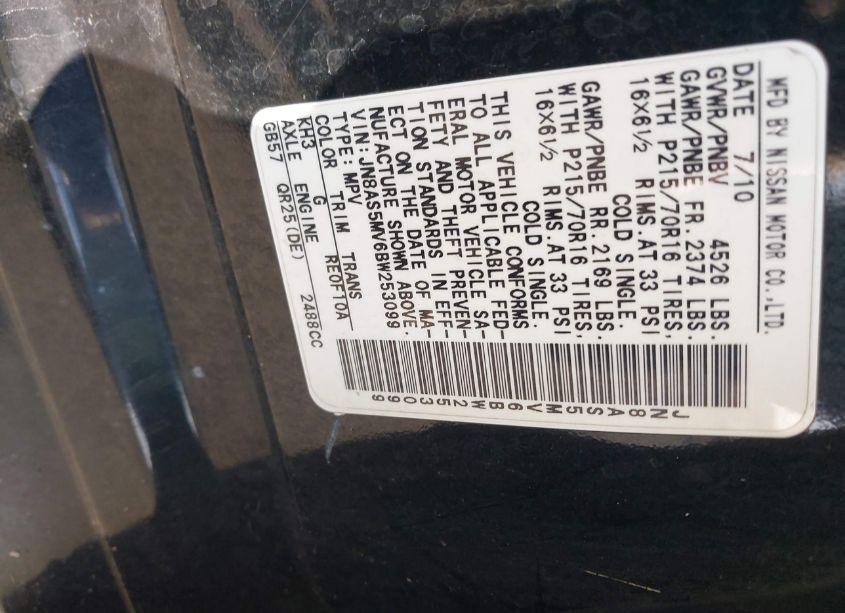 MFD BY NISSAN MOTOR CO.,LTD.
DATE 7/10
GVWR/PNBV 4526 LBS.
GAWR/PNBE FR. 2374 LBS.
WITH P215/70R16 TIRES,
16X6½ RIMS.AT 33 PSI
COLD SINGLE.
GAWR/PNBE RR. 2169 LBS.
WITH P215/70R16 TIRES,
16X6½ RIMS.AT 33 PSI
COLD SINGLE.
THIS VEHICLE CONFORMS
TO ALL APPLICABLE FED-
ERAL MOTOR VEHICLE SA-
FETY AND THEFT PREVEN-
TION STANDARDS IN EFF-
ECT ON THE DATE OF MA-
NUFACTURE SHOWN ABOVE.
VIN:JN8AS5MV6BW253099
TYPE:MPV
COLOR TRIM TRANS
KH3 G RE0F10A
AXLE ENGINE
GB57 QR25(DE) 2488CC
JN8AS5MV6BW253099